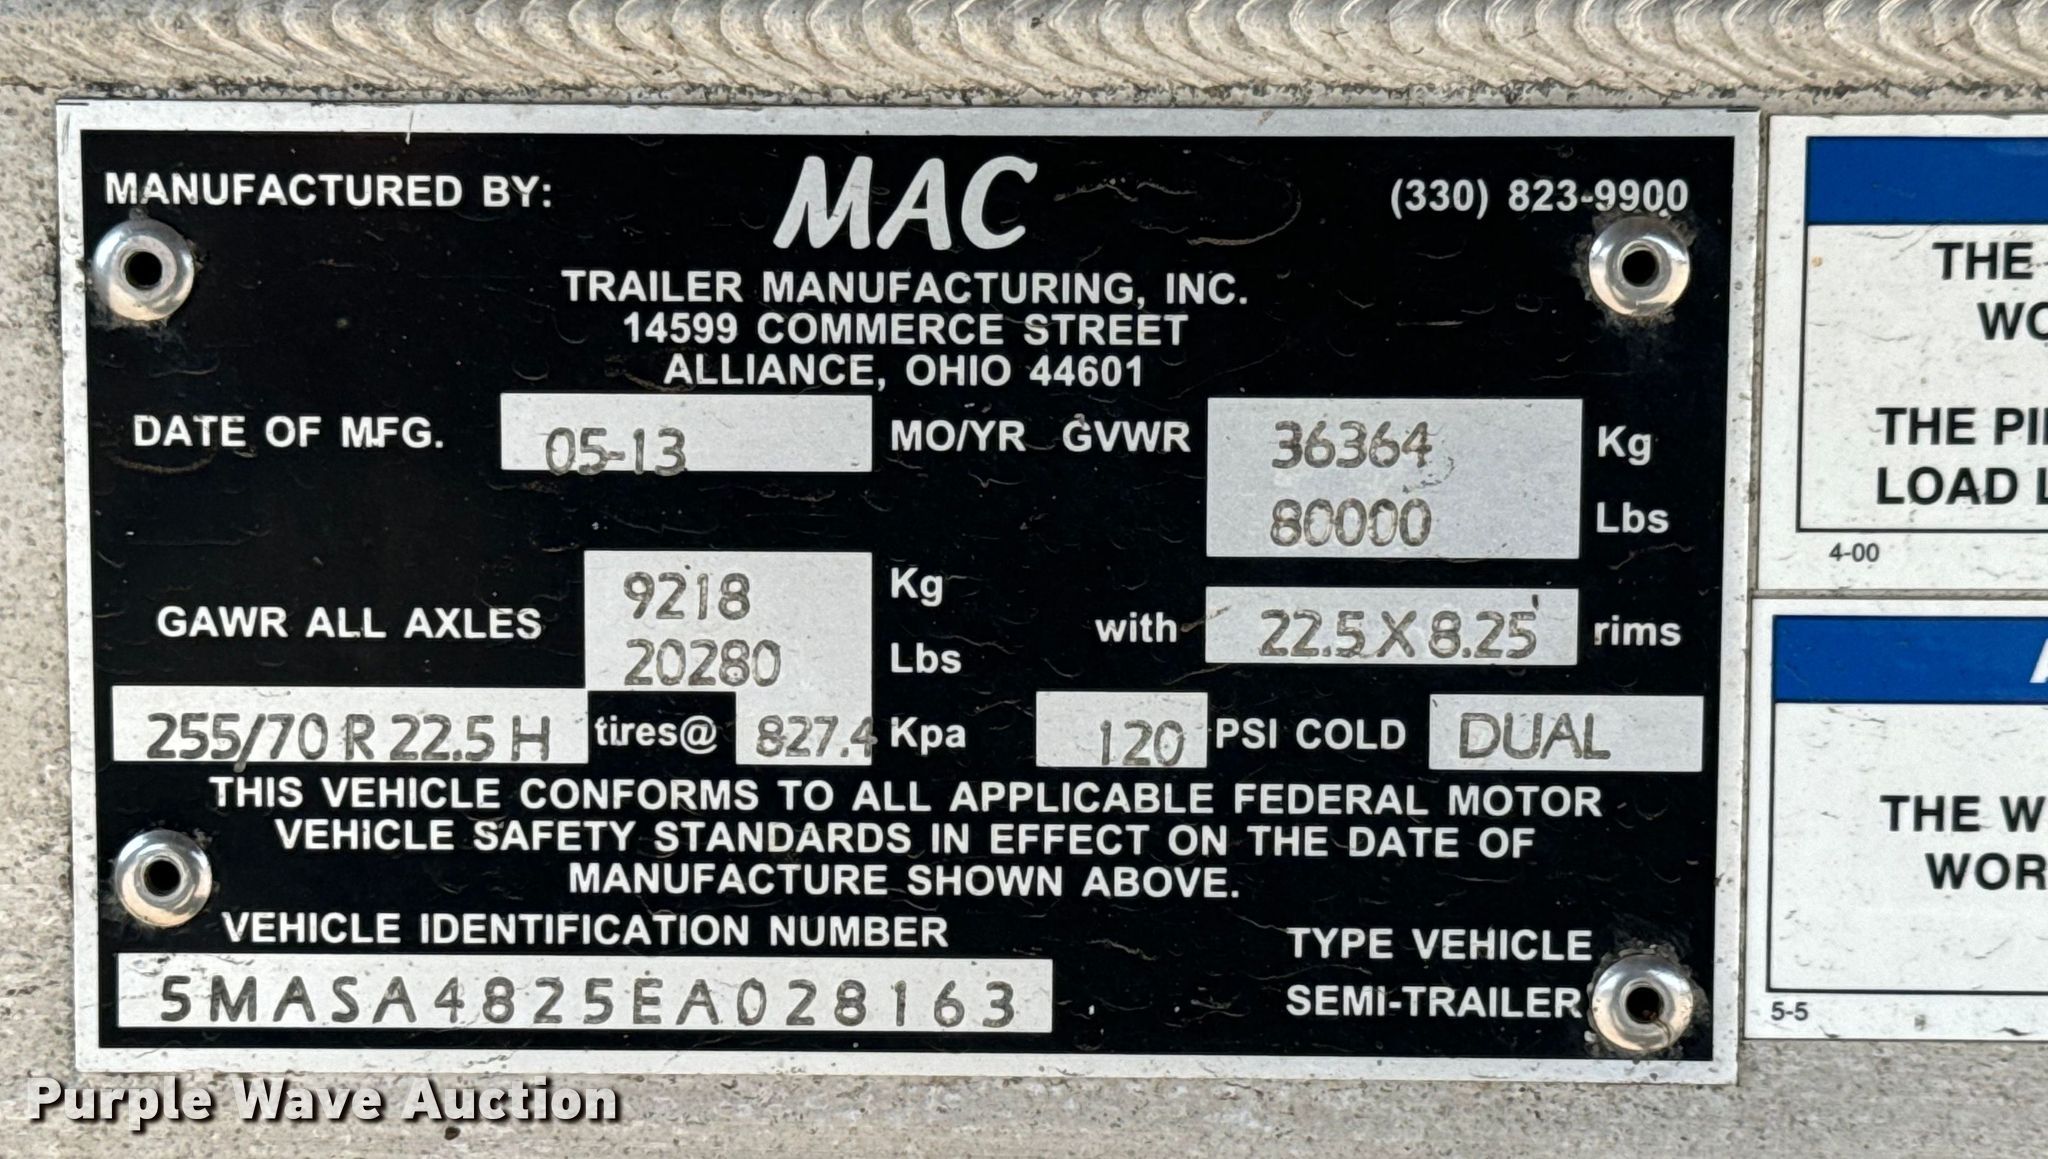 MANUFACTURED BY:
MAC
(330) 823-9900
TRAILER MANUFACTURING, INC.
14599 COMMERCE STREET
ALLIANCE, OHIO 44601
DATE OF MFG. 05-13 MO/YR GVWR 36364 Kg
80000 Lbs
GAWR ALL AXLES 9218 Kg
20280 Lbs
with 22.5 X 8.25 rims
255/70 R 22.5 H tires@ 827.4 Kpa 120 PSI COLD DUAL
THIS VEHICLE CONFORMS TO ALL APPLICABLE FEDERAL MOTOR
VEHICLE SAFETY STANDARDS IN EFFECT ON THE DATE OF
MANUFACTURE SHOWN ABOVE.
VEHICLE IDENTIFICATION NUMBER
5MASA4825EA028163
TYPE VEHICLE
SEMI-TRAILER
THE
THE
LOAD
4-00
THE
5-5
Purple Wave Auction